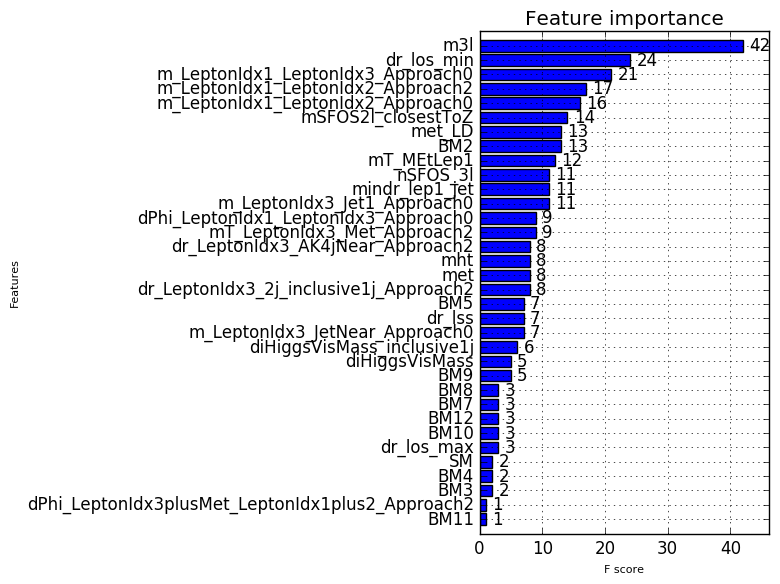 Feature importance
m3l 42
dr_los_min 24
m_LeptonIdx1_LeptonIdx3_Approach0 21
m_LeptonIdx1_LeptonIdx2_Approach2 17
m_LeptonIdx1_LeptonIdx2_Approach0 16
mSFOS2l_closestToZ 14
met_LD 13
BM2 13
mT_MEtLep1 12
nSFOS_3l 11
mindr_lep1_jet 11
m_LeptonIdx3_Jet1_Approach0 11
dPhi_LeptonIdx1_LeptonIdx3_Approach0 9
mT_LeptonIdx3_Met_Approach2 9
dr_LeptonIdx3_AK4jNear_Approach2 8
mht 8
met 8
dr_LeptonIdx3_2j_inclusive1j_Approach2 8
BM5 7
dr_lss 7
m_LeptonIdx3_JetNear_Approach0 7
diHiggsVisMass_inclusive1j 6
diHiggsVisMass 5
BM9 5
BM8 3
BM7 3
BM12 3
BM10 3
dr_los_max 3
SM 2
BM4 2
BM3 2
dPhi_LeptonIdx3plusMet_LeptonIdx1plus2_Approach2 1
BM11 1
0 10 20 30 40
F score
Features